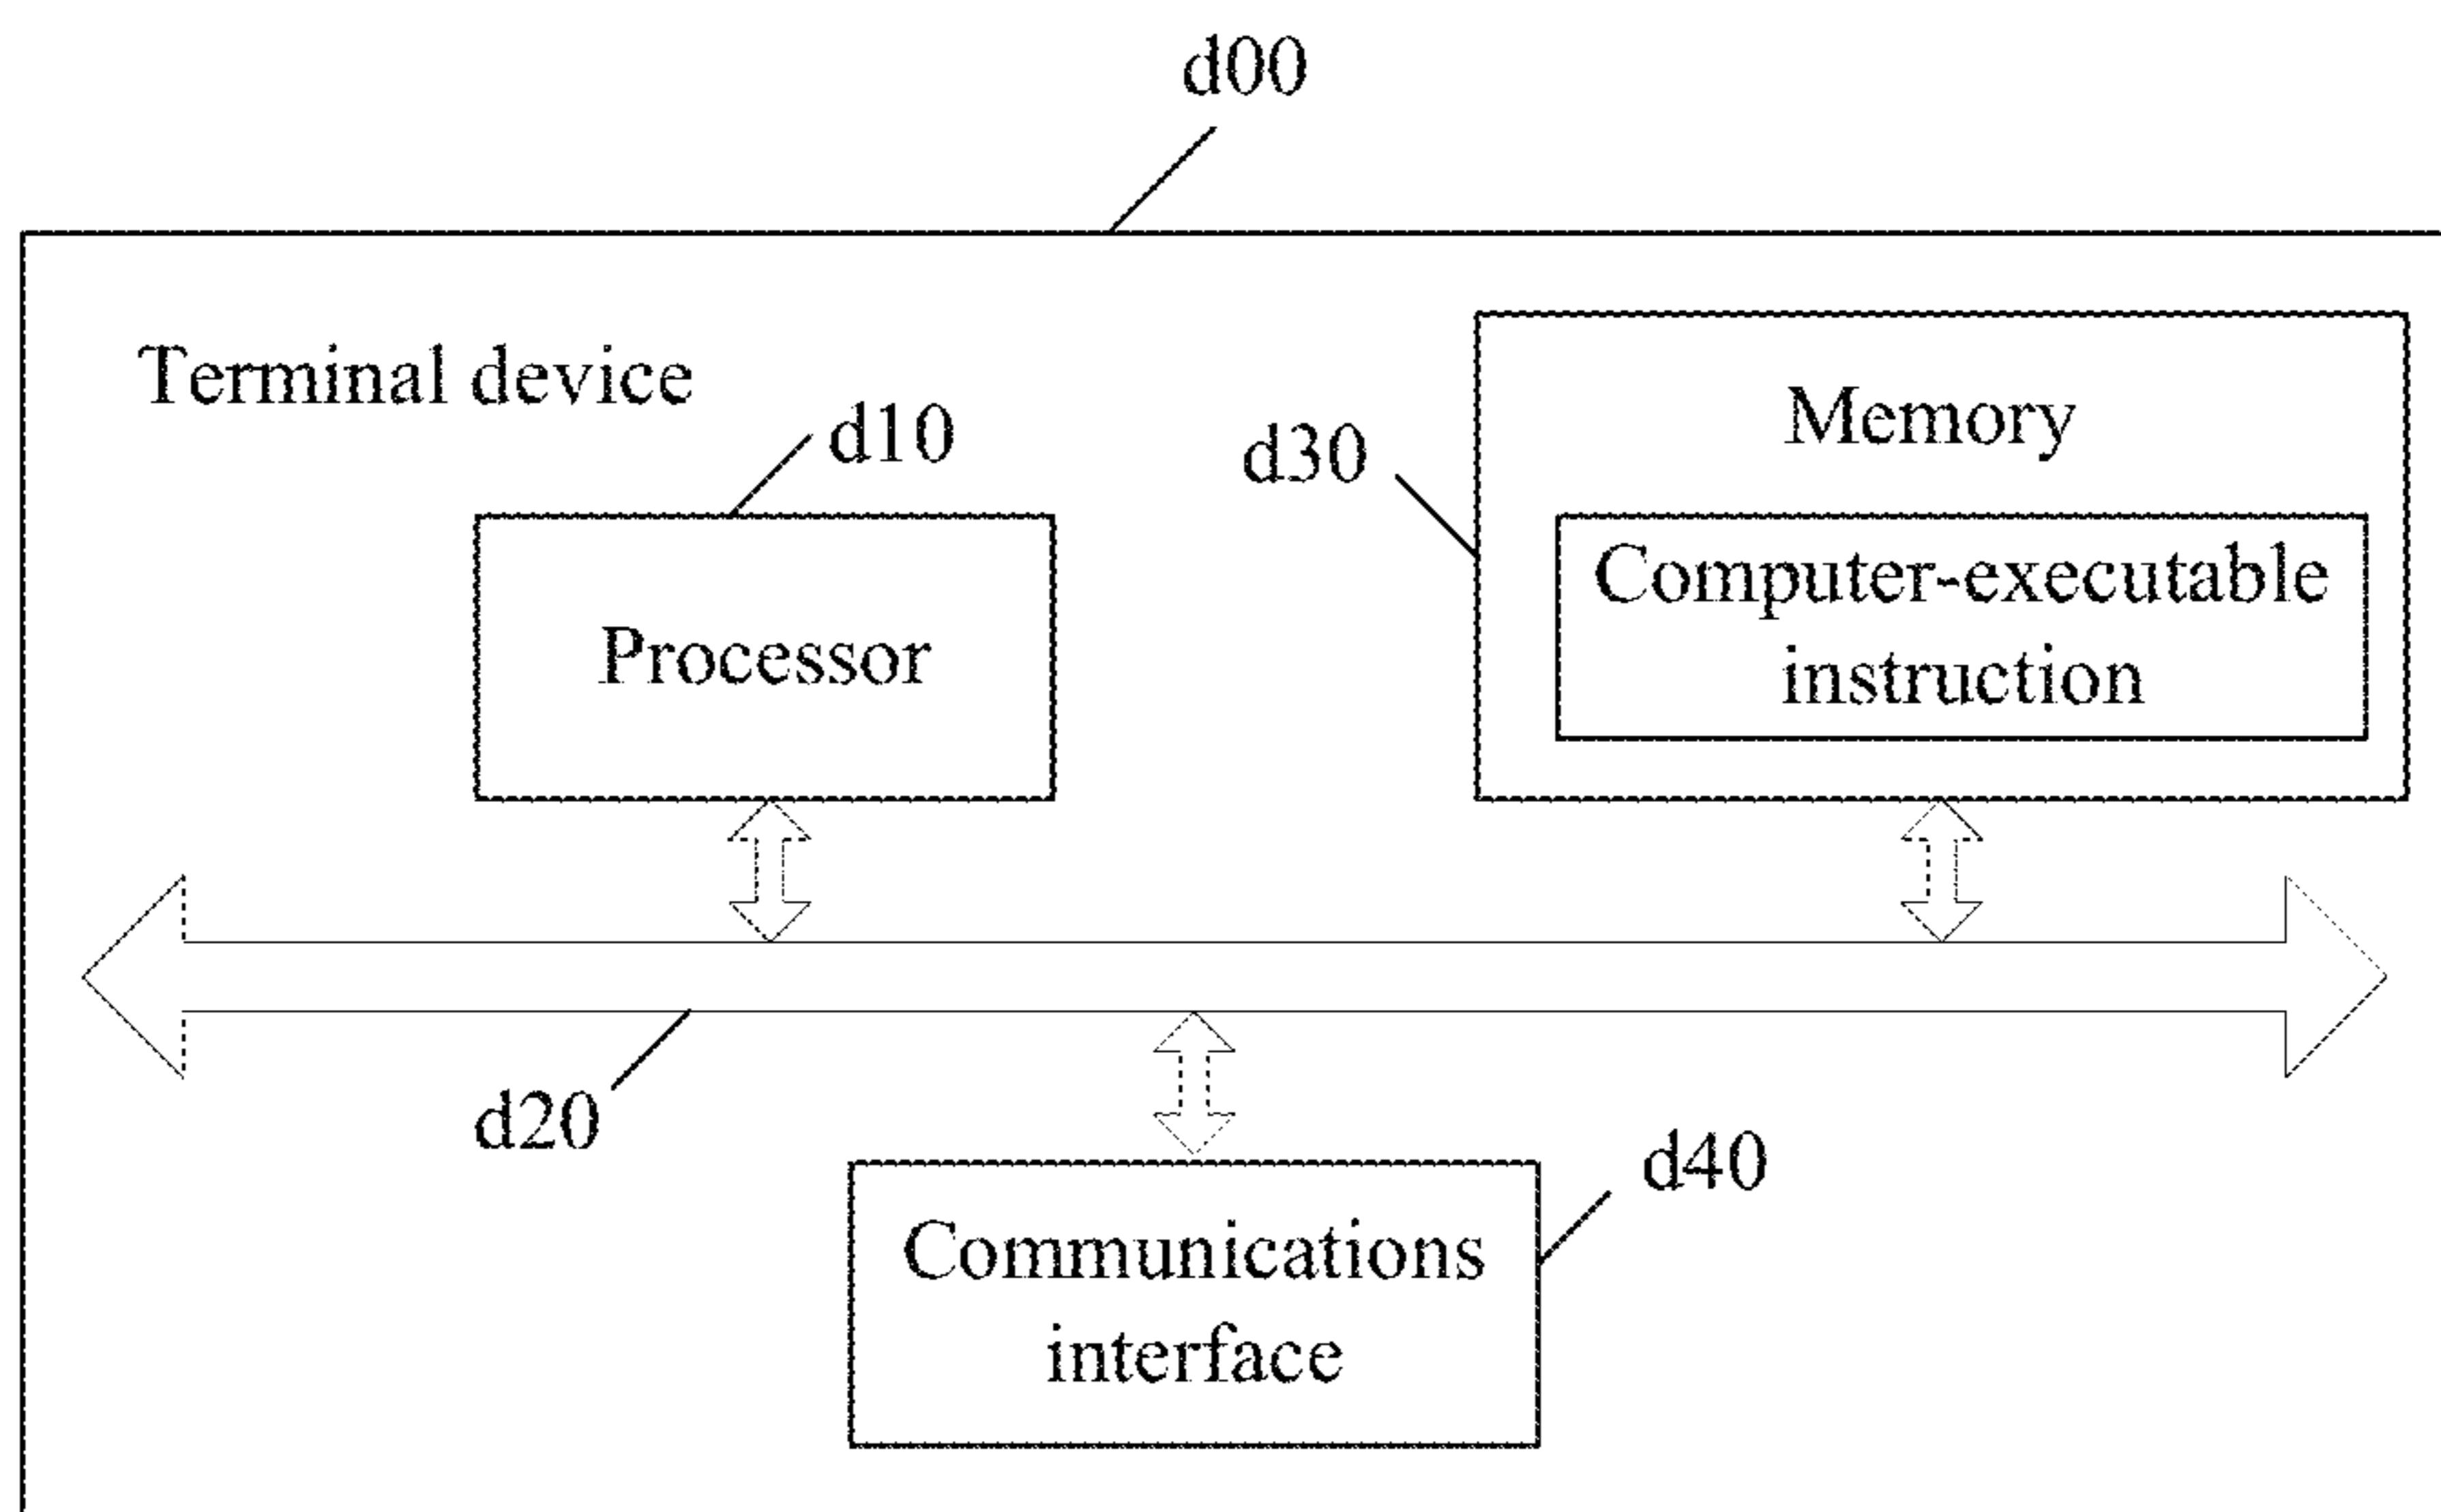 d00
Terminal device
d10
d30
Memory
Computer-executable
instruction
Processor
d20
d40
Communications
interface